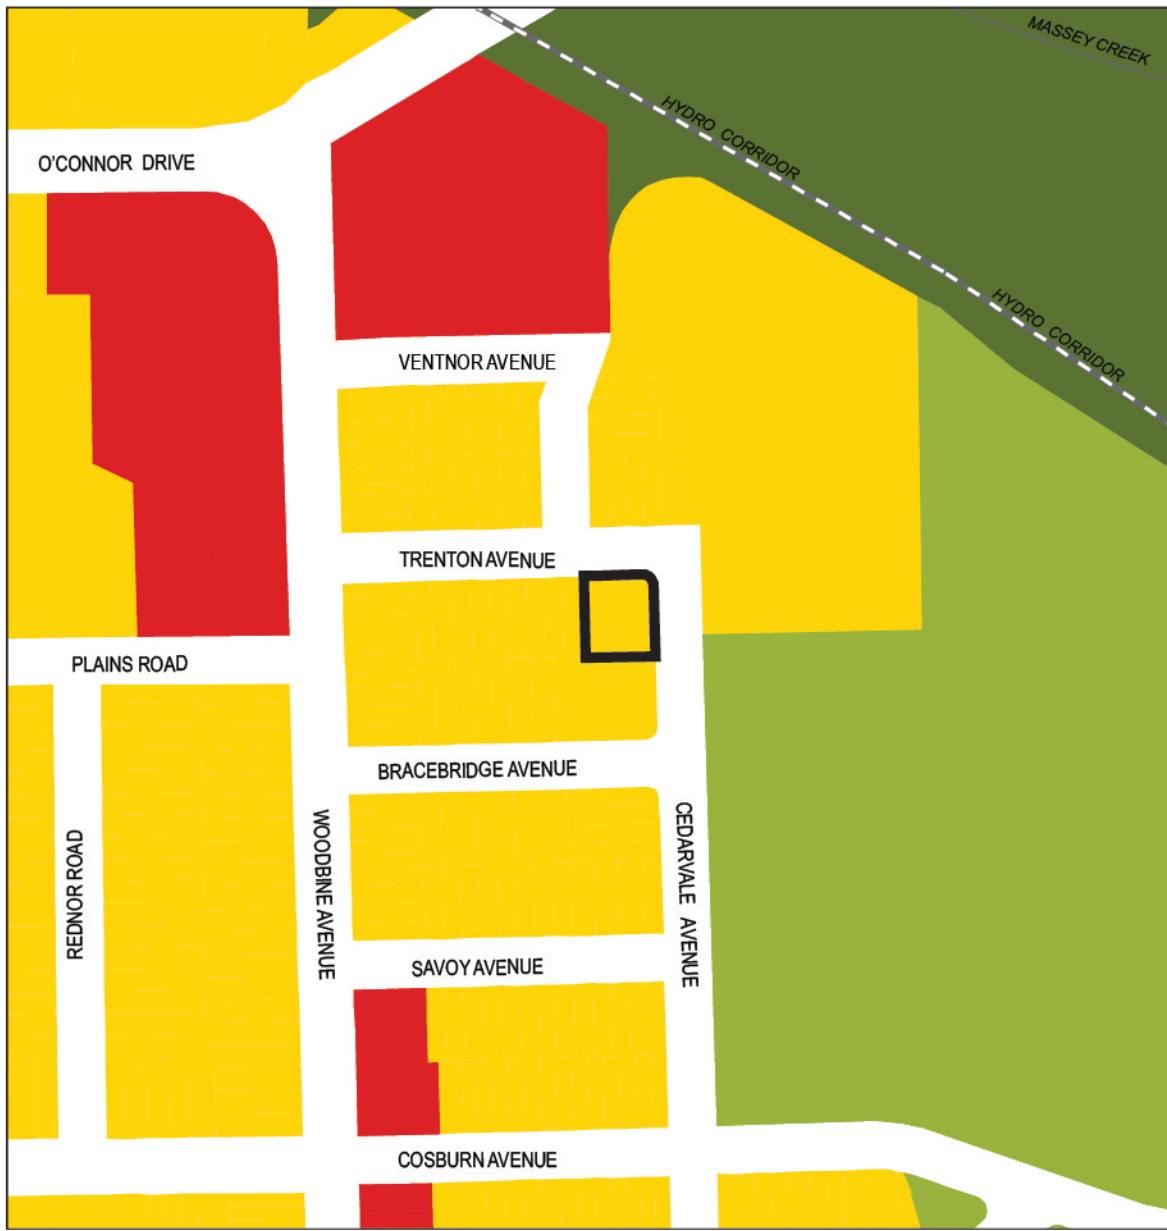 MASSEY CREEK
HYDRO CORRIDOR
O'CONNOR DRIVE
HYDRO CORRIDOR
VENTNOR AVENUE
TRENTON AVENUE
PLAINS ROAD
BRACEBRIDGE AVENUE
WOODBINE AVENUE
CEDARVALE AVENUE
REDNOR ROAD
SAVOY AVENUE
COSBURN AVENUE